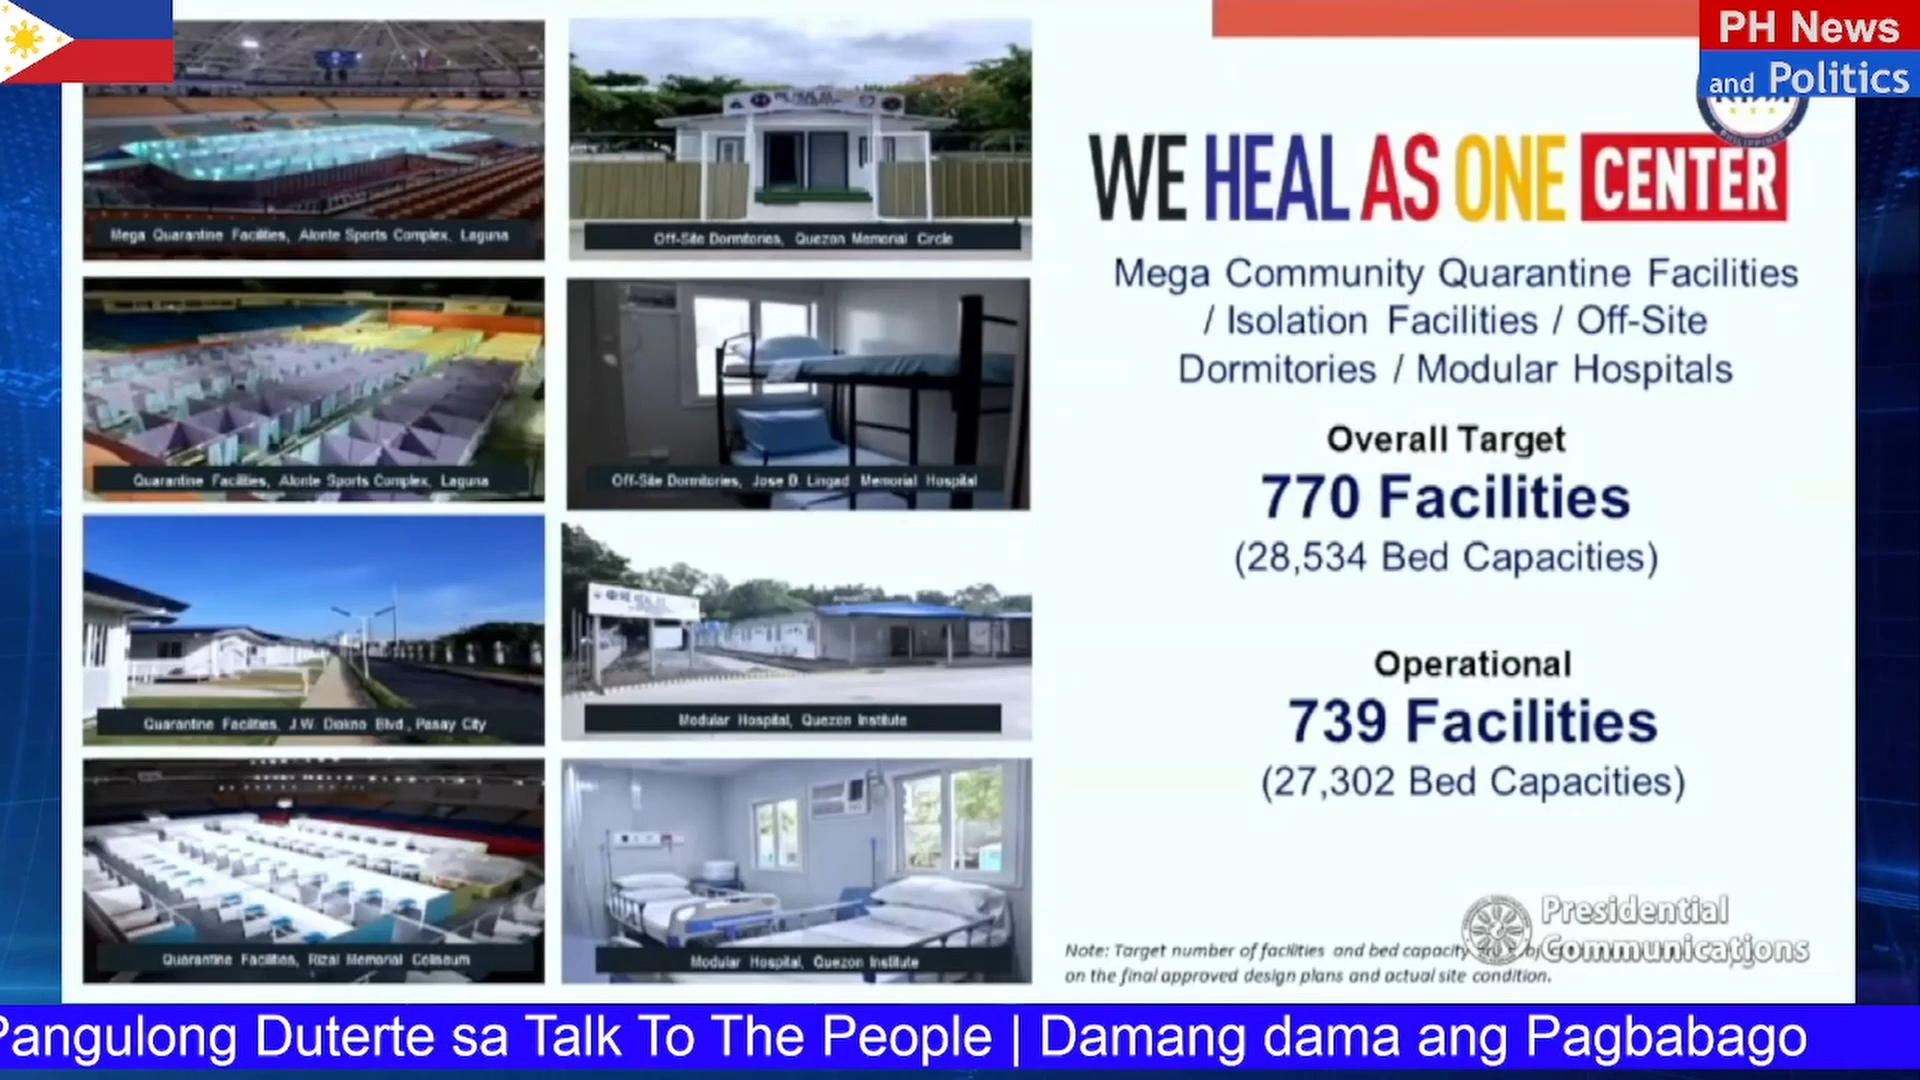 PH News
and Politics
Mega Quarantine Facilities, Alonte Sports Complex, Laguna
Off-Site Dormitories, Quezon Memorial Circle
Quarantine Facilities, Alonte Sports Complex, Laguna
Off-Site Dormitories, Jose B. Lingad Memorial Hospital
Quarantine Facilities, J.W. Diokno Blvd., Pasay City
Modular Hospital, Quezon Institute
Quarantine Facilities, Rizal Memorial Coliseum
Modular Hospital, Quezon Institute
WE HEAL AS ONE CENTER
Mega Community Quarantine Facilities
/ Isolation Facilities / Off-Site
Dormitories / Modular Hospitals
Overall Target
770 Facilities
(28,534 Bed Capacities)
Operational
739 Facilities
(27,302 Bed Capacities)
Presidential
Communications
Note: Target number of facilities and bed capacity
on the final approved design plans and actual site condition.
Pangulong Duterte sa Talk To The People | Damang dama ang Pagbabago